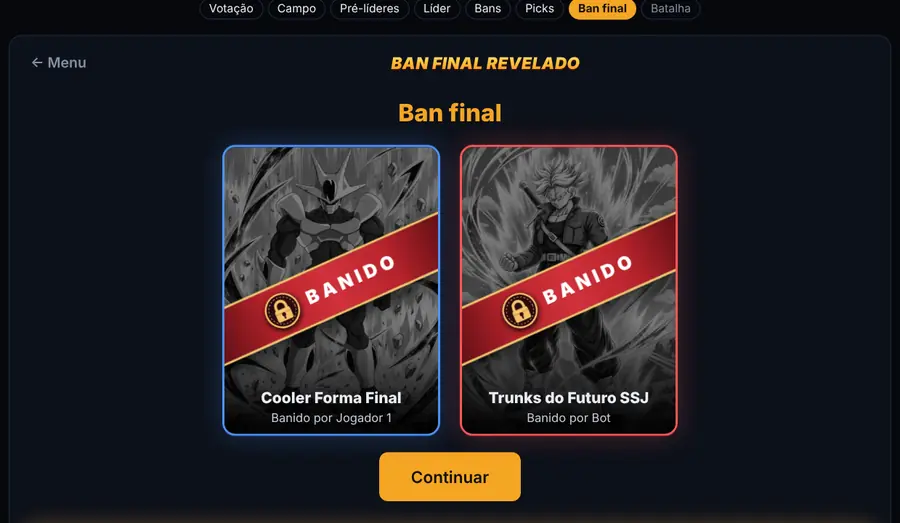 Votação Campo Pré-líderes Líder Bans Picks Ban final Batalha
← Menu
BAN FINAL REVELADO
Ban final
BANIDO
Cooler Forma Final
Banido por Jogador 1
BANIDO
Trunks do Futuro SSJ
Banido por Bot
Continuar